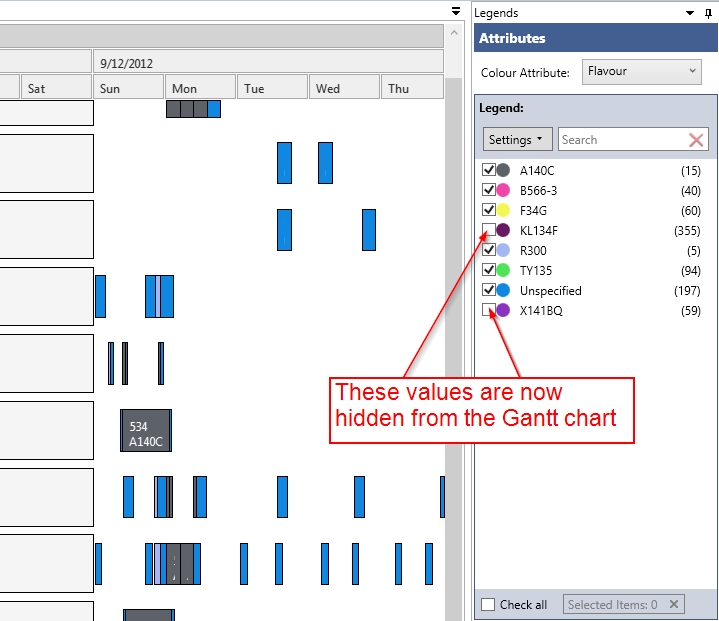 Legends
Attributes
9/12/2012
Colour Attribute: Flavour
Sat Sun Mon Tue Wed Thu
Legend:
Settings Search
A140C (15)
B566-3 (40)
F34G (60)
KL134F (355)
R300 (5)
TY135 (94)
Unspecified (197)
X141BQ (59)
These values are now
hidden from the Gantt chart
534
A140C
Check all Selected Items: 0